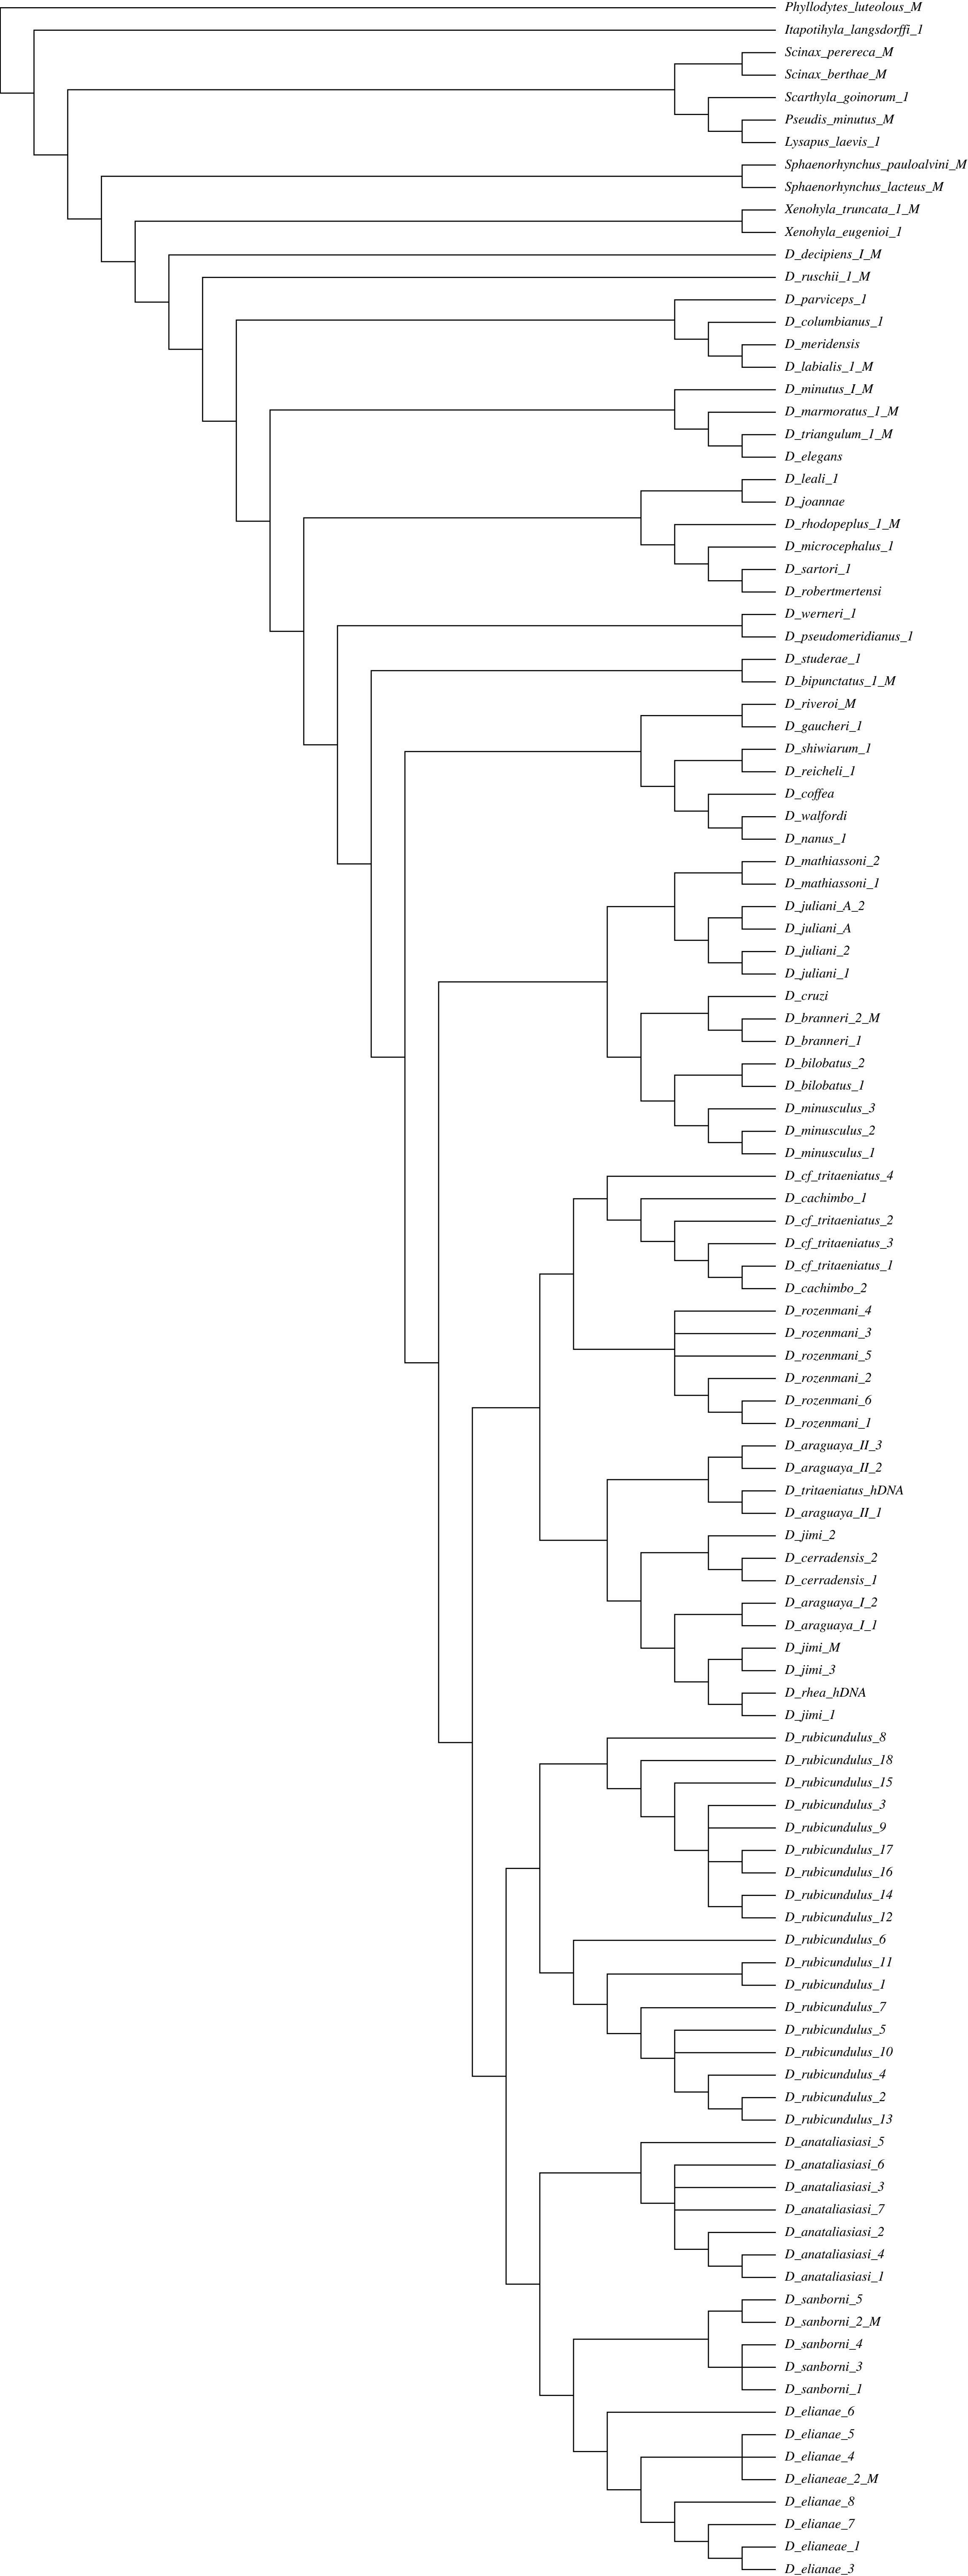 Phyllodytes_luteolous_M
Itapotihyla_langsdorffi_1
Scinax_perereca_M
Scinax_berthae_M
Scarthyla_goinorum_1
Pseudis_minutus_M
Lysapus_laevis_1
Sphaenorhynchus_pauloalvini_M
Sphaenorhynchus_lacteus_M
Xenohyla_truncata_1_M
Xenohyla_eugenioi_1
D_decipiens_I_M
D_ruschii_1_M
D_parviceps_1
D_columbianus_1
D_meridensis
D_labialis_1_M
D_minutus_I_M
D_marmoratus_1_M
D_triangulum_1_M
D_elegans
D_leali_1
D_joannae
D_rhodopeplus_1_M
D_microcephalus_1
D_sartori_1
D_robertmertensi
D_werneri_1
D_pseudomeridianus_1
D_studerae_1
D_bipunctatus_1_M
D_riveroi_M
D_gaucheri_1
D_shiwiarum_1
D_reicheli_1
D_coffea
D_walfordi
D_nanus_1
D_mathiassoni_2
D_mathiassoni_1
D_juliani_A_2
D_juliani_A
D_juliani_2
D_juliani_1
D_cruzi
D_branneri_2_M
D_branneri_1
D_bilobatus_2
D_bilobatus_1
D_minusculus_3
D_minusculus_2
D_minusculus_1
D_cf_tritaeniatus_4
D_cachimbo_1
D_cf_tritaeniatus_2
D_cf_tritaeniatus_3
D_cf_tritaeniatus_1
D_cachimbo_2
D_rozenmani_4
D_rozenmani_3
D_rozenmani_5
D_rozenmani_2
D_rozenmani_6
D_rozenmani_1
D_araguaya_II_3
D_araguaya_II_2
D_tritaeniatus_hDNA
D_araguaya_II_1
D_jimi_2
D_cerradensis_2
D_cerradensis_1
D_araguaya_I_2
D_araguaya_I_1
D_jimi_M
D_jimi_3
D_rhea_hDNA
D_jimi_1
D_rubicundulus_8
D_rubicundulus_18
D_rubicundulus_15
D_rubicundulus_3
D_rubicundulus_9
D_rubicundulus_17
D_rubicundulus_16
D_rubicundulus_14
D_rubicundulus_12
D_rubicundulus_6
D_rubicundulus_11
D_rubicundulus_1
D_rubicundulus_7
D_rubicundulus_5
D_rubicundulus_10
D_rubicundulus_4
D_rubicundulus_2
D_rubicundulus_13
D_anataliasiasi_5
D_anataliasiasi_6
D_anataliasiasi_3
D_anataliasiasi_7
D_anataliasiasi_2
D_anataliasiasi_4
D_anataliasiasi_1
D_sanborni_5
D_sanborni_2_M
D_sanborni_4
D_sanborni_3
D_sanborni_1
D_elianae_6
D_elianae_5
D_elianae_4
D_elianeae_2_M
D_elianae_8
D_elianae_7
D_elianeae_1
D_elianae_3